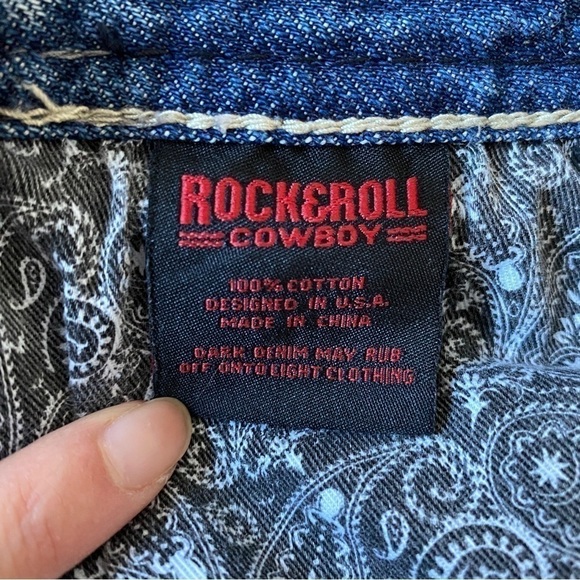 ROCK&ROLL
COWBOY
100% COTTON
DESIGNED IN U.S.A.
MADE IN CHINA
DARK DENIM MAY RUB
OFF ONTO LIGHT CLOTHING